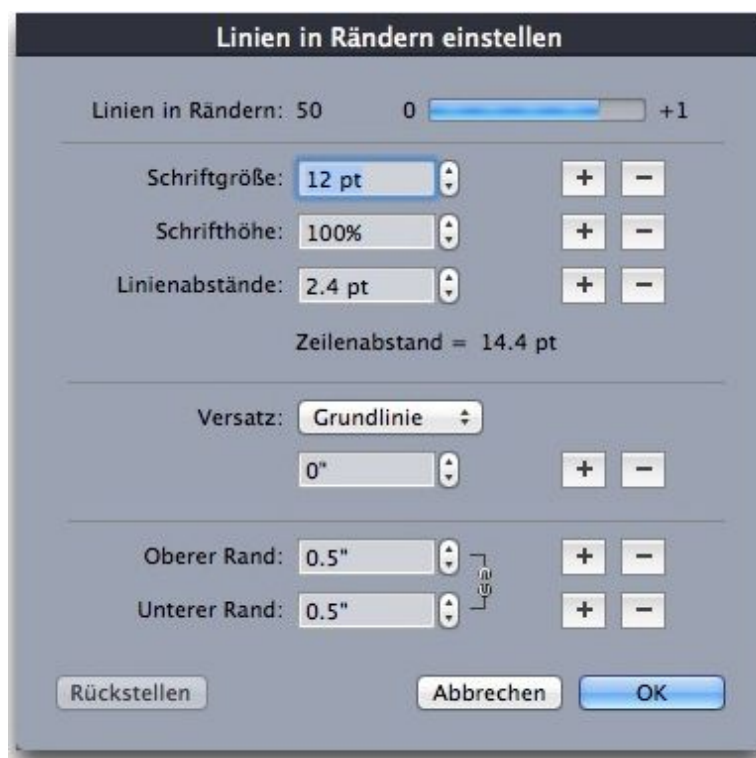 Linien in Rändern einstellen
Linien in Rändern: 50 0 +1
Schriftgröße: 12 pt + −
Schrifthöhe: 100% + −
Linienabstände: 2.4 pt + −
Zeilenabstand = 14.4 pt
Versatz: Grundlinie
0" + −
Oberer Rand: 0.5" + −
Unterer Rand: 0.5" + −
Rückstellen Abbrechen OK